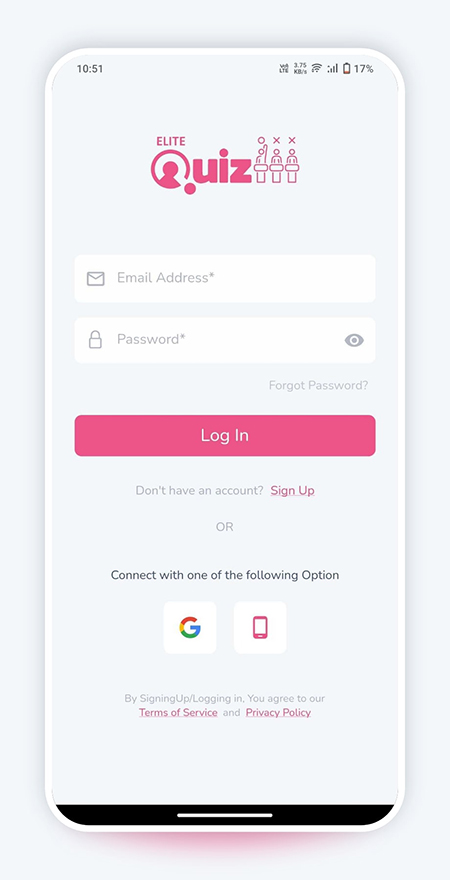 10:51 Vo) LTE 3.75 KB/s 17%
ELITE
Quiz
Email Address*
Password*
Forgot Password?
Log In
Don't have an account? Sign Up
OR
Connect with one of the following Option
By SigningUp/Logging in, You agree to our
Terms of Service and Privacy Policy